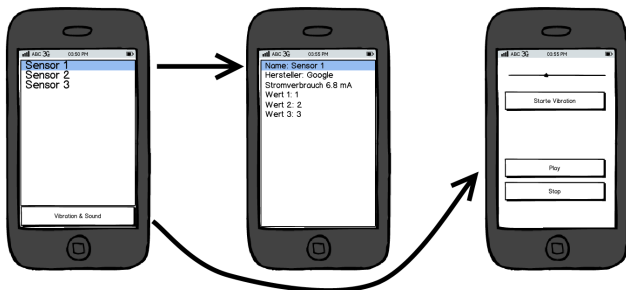 ABC 3G 03:50 PM
Sensor 1
Sensor 2
Sensor 3
Vibration & Sound
ABC 3G 03:55 PM
Name: Sensor 1
Hersteller: Google
Stromverbrauch 6.8 mA
Wert 1: 1
Wert 2: 2
Wert 3: 3
ABC 3G 03:55 PM
Starte Vibration
Play
Stop